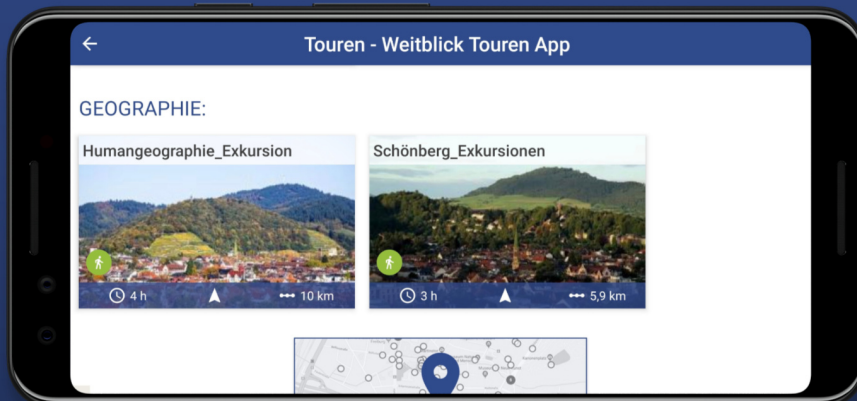 Touren - Weitblick Touren App
GEOGRAPHIE:
Humangeographie_Exkursion
Schönberg_Exkursionen
4 h
10 km
3 h
5,9 km